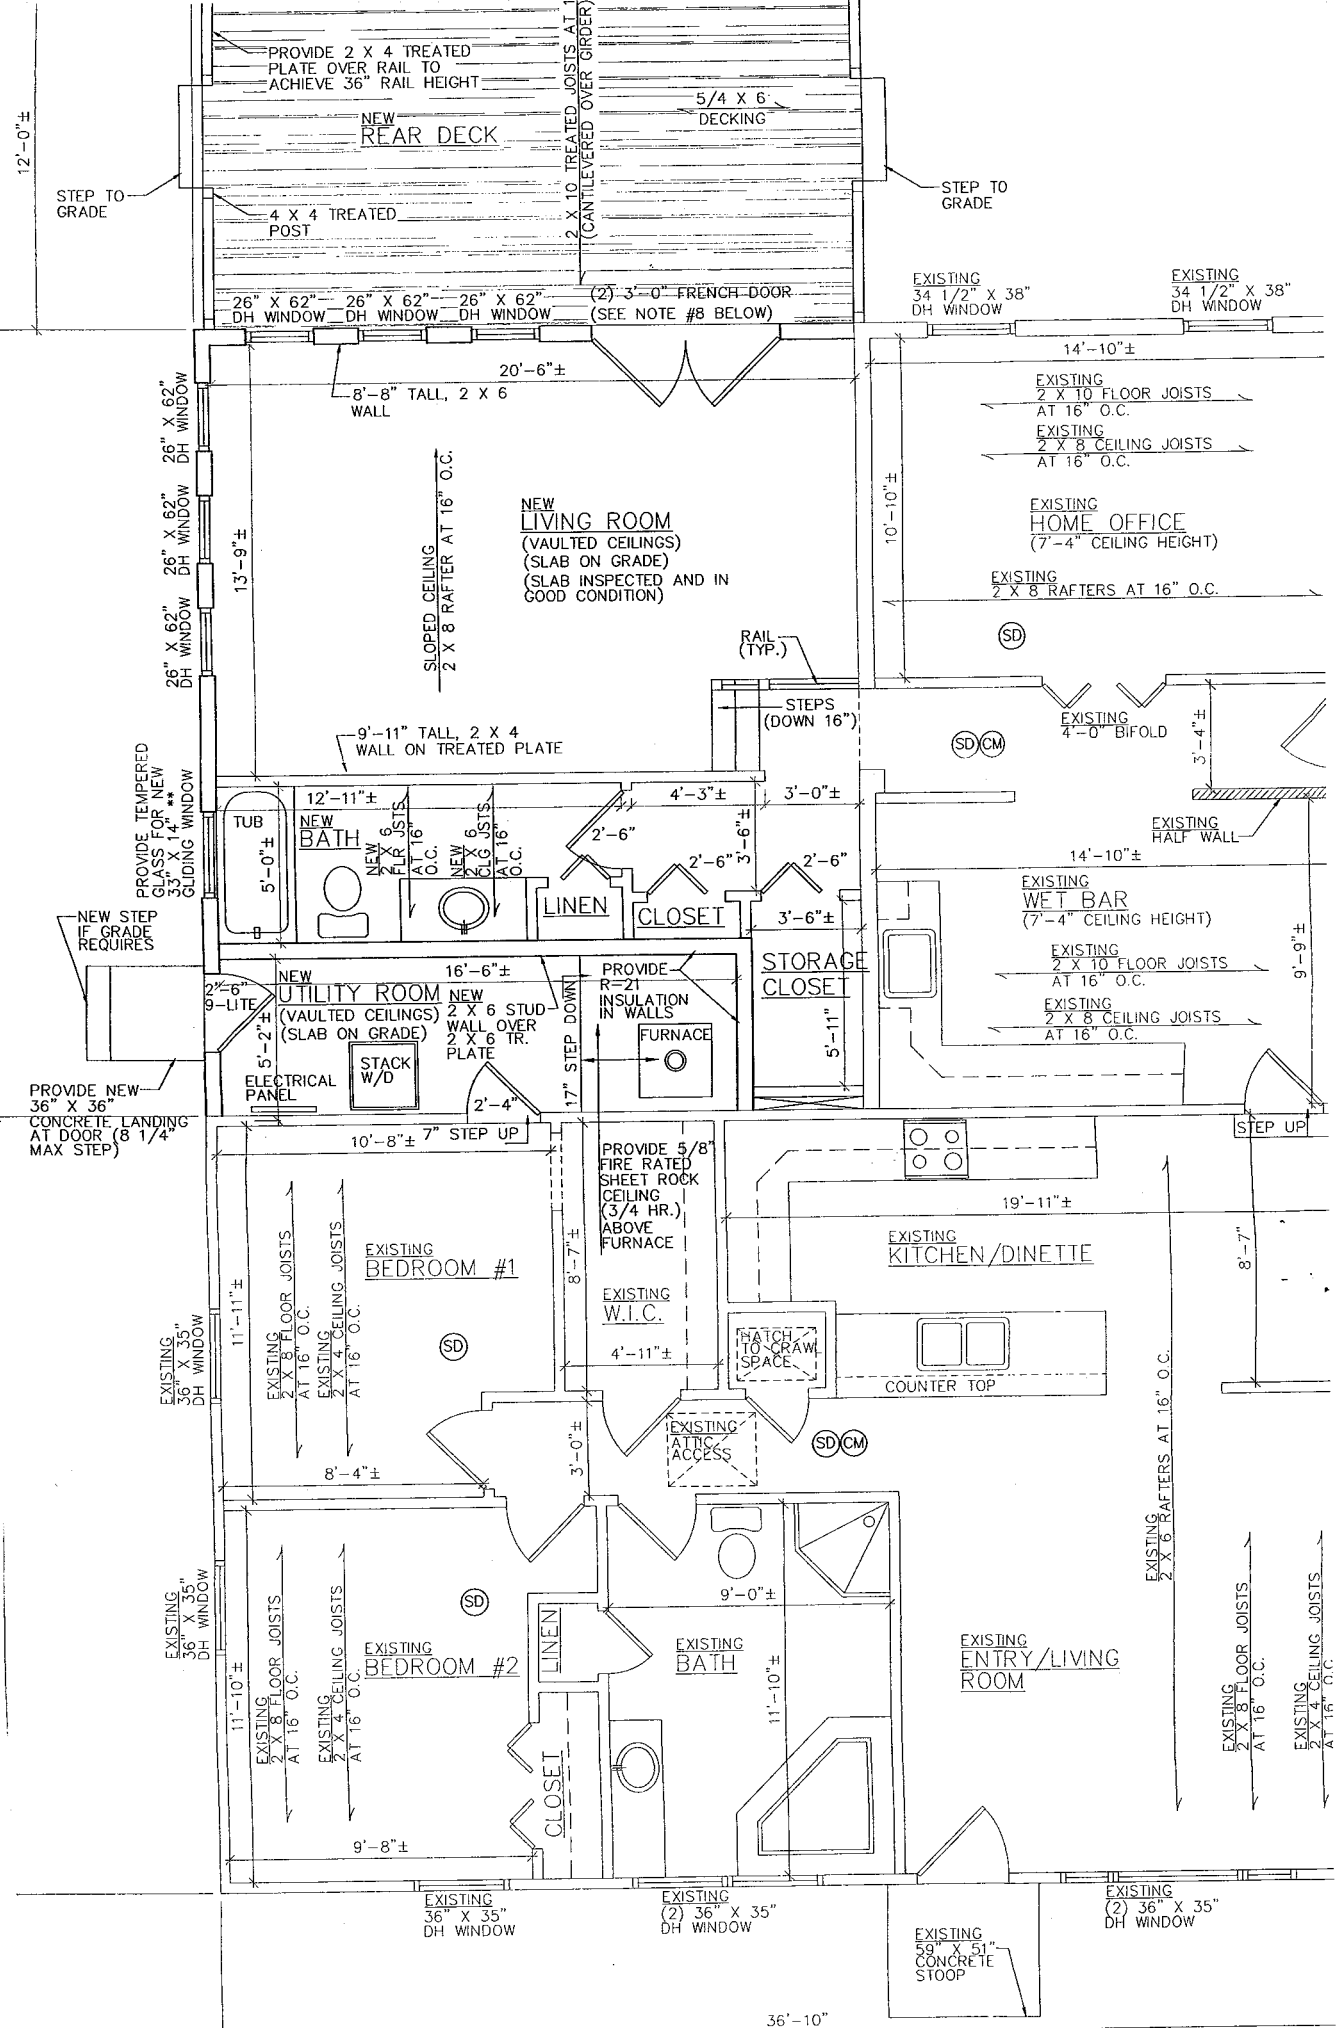 PROVIDE 2 X 4 TREATED
PLATE OVER RAIL TO
ACHIEVE 36" RAIL HEIGHT
2 X 10 TREATED JOISTS AT 1
(CANTILEVERED OVER GIRDER)
5/4 X 6
DECKING
NEW
REAR DECK
12'-0"±
STEP TO
GRADE
STEP TO
GRADE
4 X 4 TREATED
POST
26" X 62"
DH WINDOW
26" X 62"
DH WINDOW
26" X 62"
DH WINDOW
(2) 3'-0" FRENCH DOOR
(SEE NOTE #8 BELOW)
EXISTING
34 1/2" X 38"
DH WINDOW
EXISTING
34 1/2" X 38"
DH WINDOW
20'-6"±
14'-10"±
8'-8" TALL, 2 X 6
WALL
EXISTING
2 X 10 FLOOR JOISTS
AT 16" O.C.
EXISTING
2 X 8 CEILING JOISTS
AT 16" O.C.
26" X 62"
DH WINDOW
26" X 62"
DH WINDOW
26" X 62"
DH WINDOW
13'-9"±
SLOPED CEILING
2 X 8 RAFTER AT 16" O.C.
NEW
LIVING ROOM
(VAULTED CEILINGS)
(SLAB ON GRADE)
(SLAB INSPECTED AND IN
GOOD CONDITION)
10'-10"±
EXISTING
HOME OFFICE
(7'-4" CEILING HEIGHT)
EXISTING
2 X 8 RAFTERS AT 16" O.C.
SD
RAIL
(TYP.)
STEPS
(DOWN 16")
SD CM
EXISTING
4'-0" BIFOLD
3'-4"±
9'-11" TALL, 2 X 4
WALL ON TREATED PLATE
PROVIDE TEMPERED
GLASS FOR NEW
33" X 14" **
GLIDING WINDOW
12'-11"±
4'-3"±
3'-0"±
TUB
NEW
BATH
5'-0"±
NEW
2 X 6
FLR JSTS
AT 16"
O.C.
NEW
2 X 6
CLG JSTS
AT 16"
O.C.
2'-6"
2'-6"
3'-6"±
2'-6"
EXISTING
HALF WALL
14'-10"±
LINEN
CLOSET
3'-6"±
EXISTING
WET BAR
(7'-4" CEILING HEIGHT)
NEW STEP
IF GRADE
REQUIRES
EXISTING
2 X 10 FLOOR JOISTS
AT 16" O.C.
EXISTING
2 X 8 CEILING JOISTS
AT 16" O.C.
9'-9"±
2'-6"
9-LITE
NEW
UTILITY ROOM
(VAULTED CEILINGS)
(SLAB ON GRADE)
16'-6"±
NEW
2 X 6 STUD
WALL OVER
2 X 6 TR.
PLATE
PROVIDE
R-21
INSULATION
IN WALLS
STORAGE
CLOSET
5'-2"±
STACK
W/D
17" STEP DOWN
FURNACE
5'-11"
ELECTRICAL
PANEL
2'-4"
PROVIDE NEW
36" X 36"
CONCRETE LANDING
AT DOOR (8 1/4"
MAX STEP)
10'-8"±
7" STEP UP
STEP UP
PROVIDE 5/8"
FIRE RATED
SHEET ROCK
CEILING
(3/4 HR.)
ABOVE
FURNACE
19'-11"±
EXISTING
BEDROOM #1
EXISTING
KITCHEN/DINETTE
8'-7"
8'-7"±
11'-11"±
EXISTING
2 X 8 FLOOR JOISTS
AT 16" O.C.
EXISTING
2 X 4 CEILING JOISTS
AT 16" O.C.
EXISTING
W.I.C.
4'-11"±
HATCH
TO CRAWL
SPACE
COUNTER TOP
SD
EXISTING
36" X 35"
DH WINDOW
EXISTING
ATTIC
ACCESS
SD CM
8'-4"±
3'-0"±
EXISTING
2 X 6 RAFTERS AT 16" O.C.
9'-0"±
SD
EXISTING
36" X 35"
DH WINDOW
EXISTING
BEDROOM #2
LINEN
EXISTING
BATH
EXISTING
ENTRY/LIVING
ROOM
11'-10"±
EXISTING
2 X 8 FLOOR JOISTS
AT 16" O.C.
EXISTING
2 X 4 CEILING JOISTS
AT 16" O.C.
11'-10"±
EXISTING
2 X 8 FLOOR JOISTS
AT 16" O.C.
EXISTING
2 X 4 CEILING JOISTS
AT 16" O.C.
CLOSET
9'-8"±
EXISTING
36" X 35"
DH WINDOW
EXISTING
(2) 36" X 35"
DH WINDOW
EXISTING
(2) 36" X 35"
DH WINDOW
EXISTING
59" X 51"
CONCRETE
STOOP
36'-10"